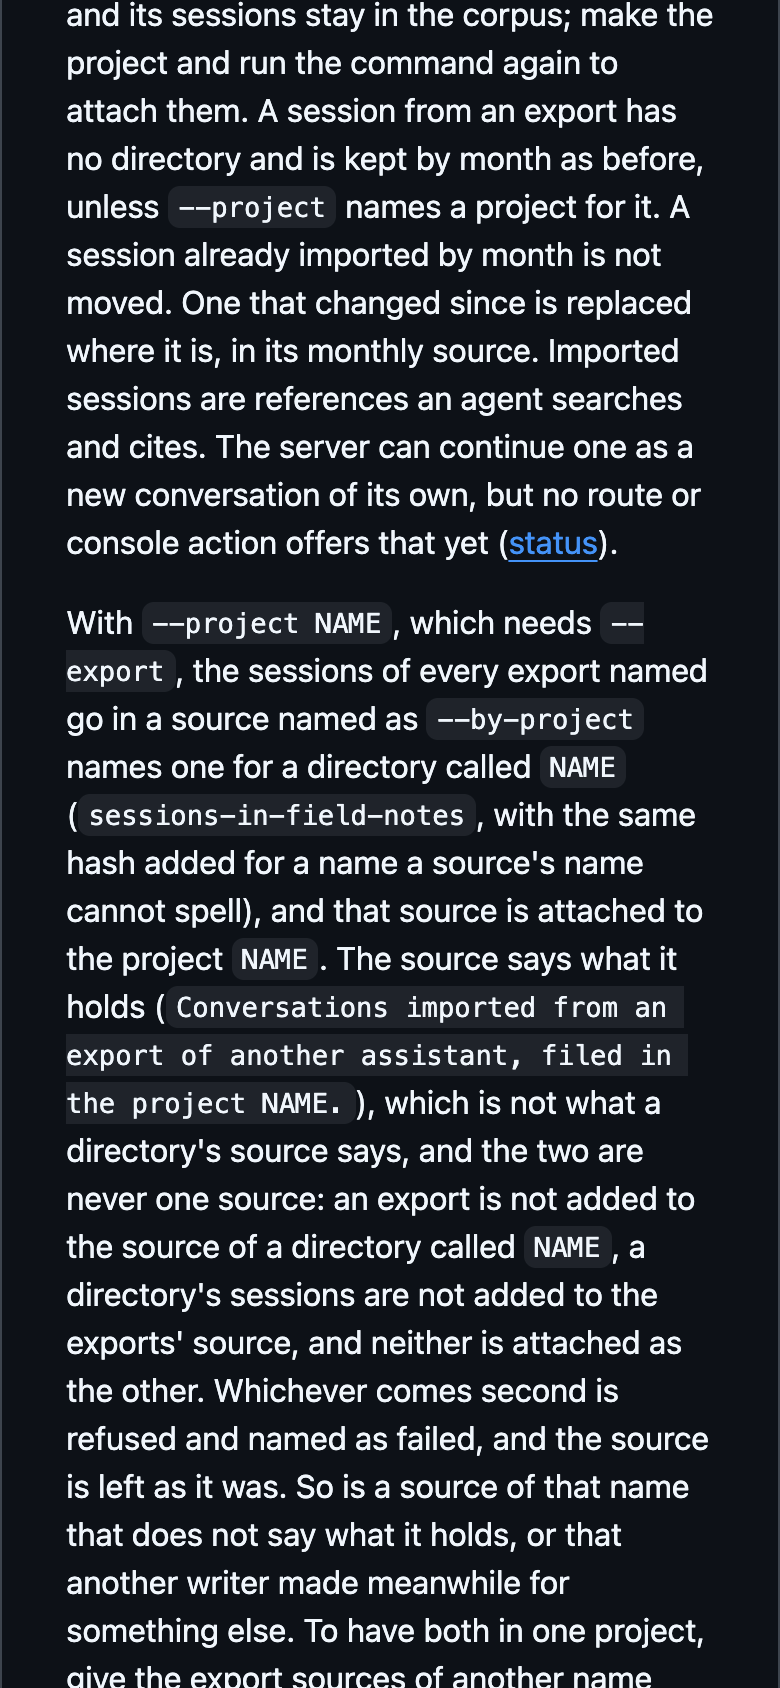 and its sessions stay in the corpus; make the
project and run the command again to
attach them. A session from an export has
no directory and is kept by month as before,
unless --project names a project for it. A
session already imported by month is not
moved. One that changed since is replaced
where it is, in its monthly source. Imported
sessions are references an agent searches
and cites. The server can continue one as a
new conversation of its own, but no route or
console action offers that yet (status).
With --project NAME, which needs --
export, the sessions of every export named
go in a source named as --by-project
names one for a directory called NAME
(sessions-in-field-notes, with the same
hash added for a name a source's name
cannot spell), and that source is attached to
the project NAME. The source says what it
holds (Conversations imported from an
export of another assistant, filed in
the project NAME.), which is not what a
directory's source says, and the two are
never one source: an export is not added to
the source of a directory called NAME, a
directory's sessions are not added to the
exports' source, and neither is attached as
the other. Whichever comes second is
refused and named as failed, and the source
is left as it was. So is a source of that name
that does not say what it holds, or that
another writer made meanwhile for
something else. To have both in one project,
give the export sources of another name